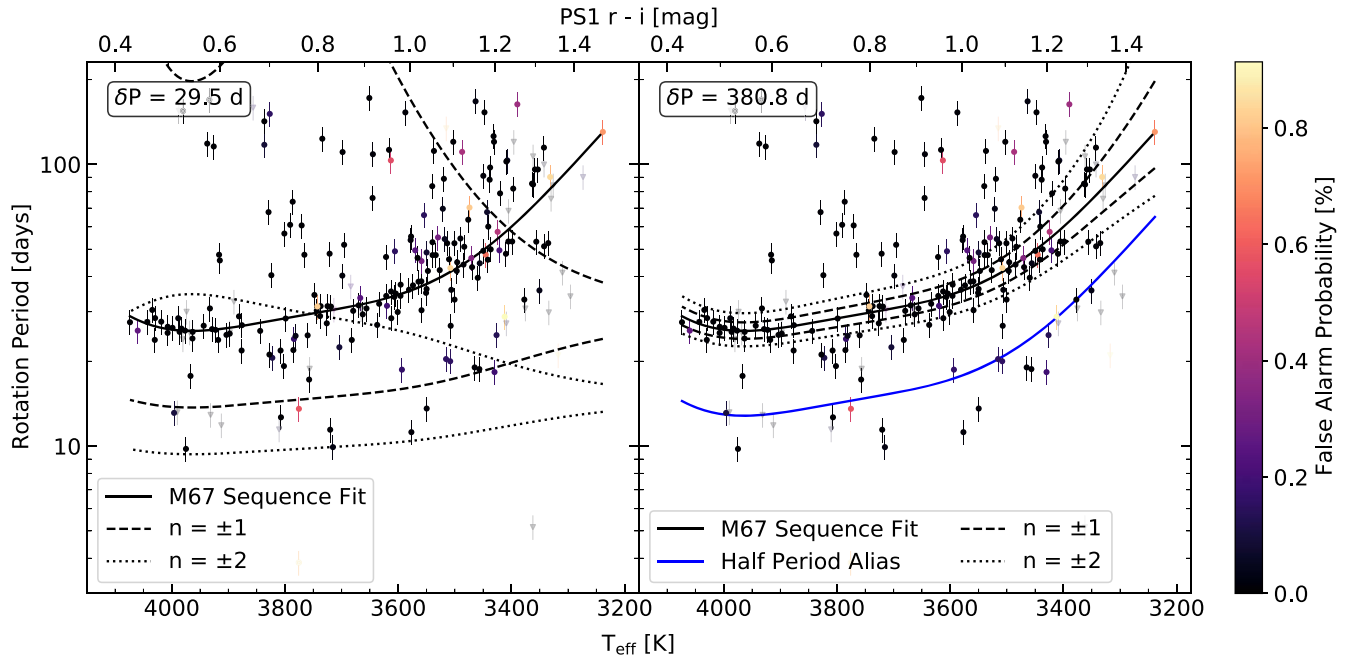 PS1 r - i [mag]
0.4 0.6 0.8 1.0 1.2 1.4 0.4 0.6 0.8 1.0 1.2 1.4
δP = 29.5 d
δP = 380.8 d
100
10
Rotation Period [days]
M67 Sequence Fit
n = ±1
n = ±2
M67 Sequence Fit
Half Period Alias
n = ±1
n = ±2
4000 3800 3600 3400 3200 4000 3800 3600 3400 3200
T_eff [K]
0.8
0.6
0.4
0.2
0.0
False Alarm Probability [%]